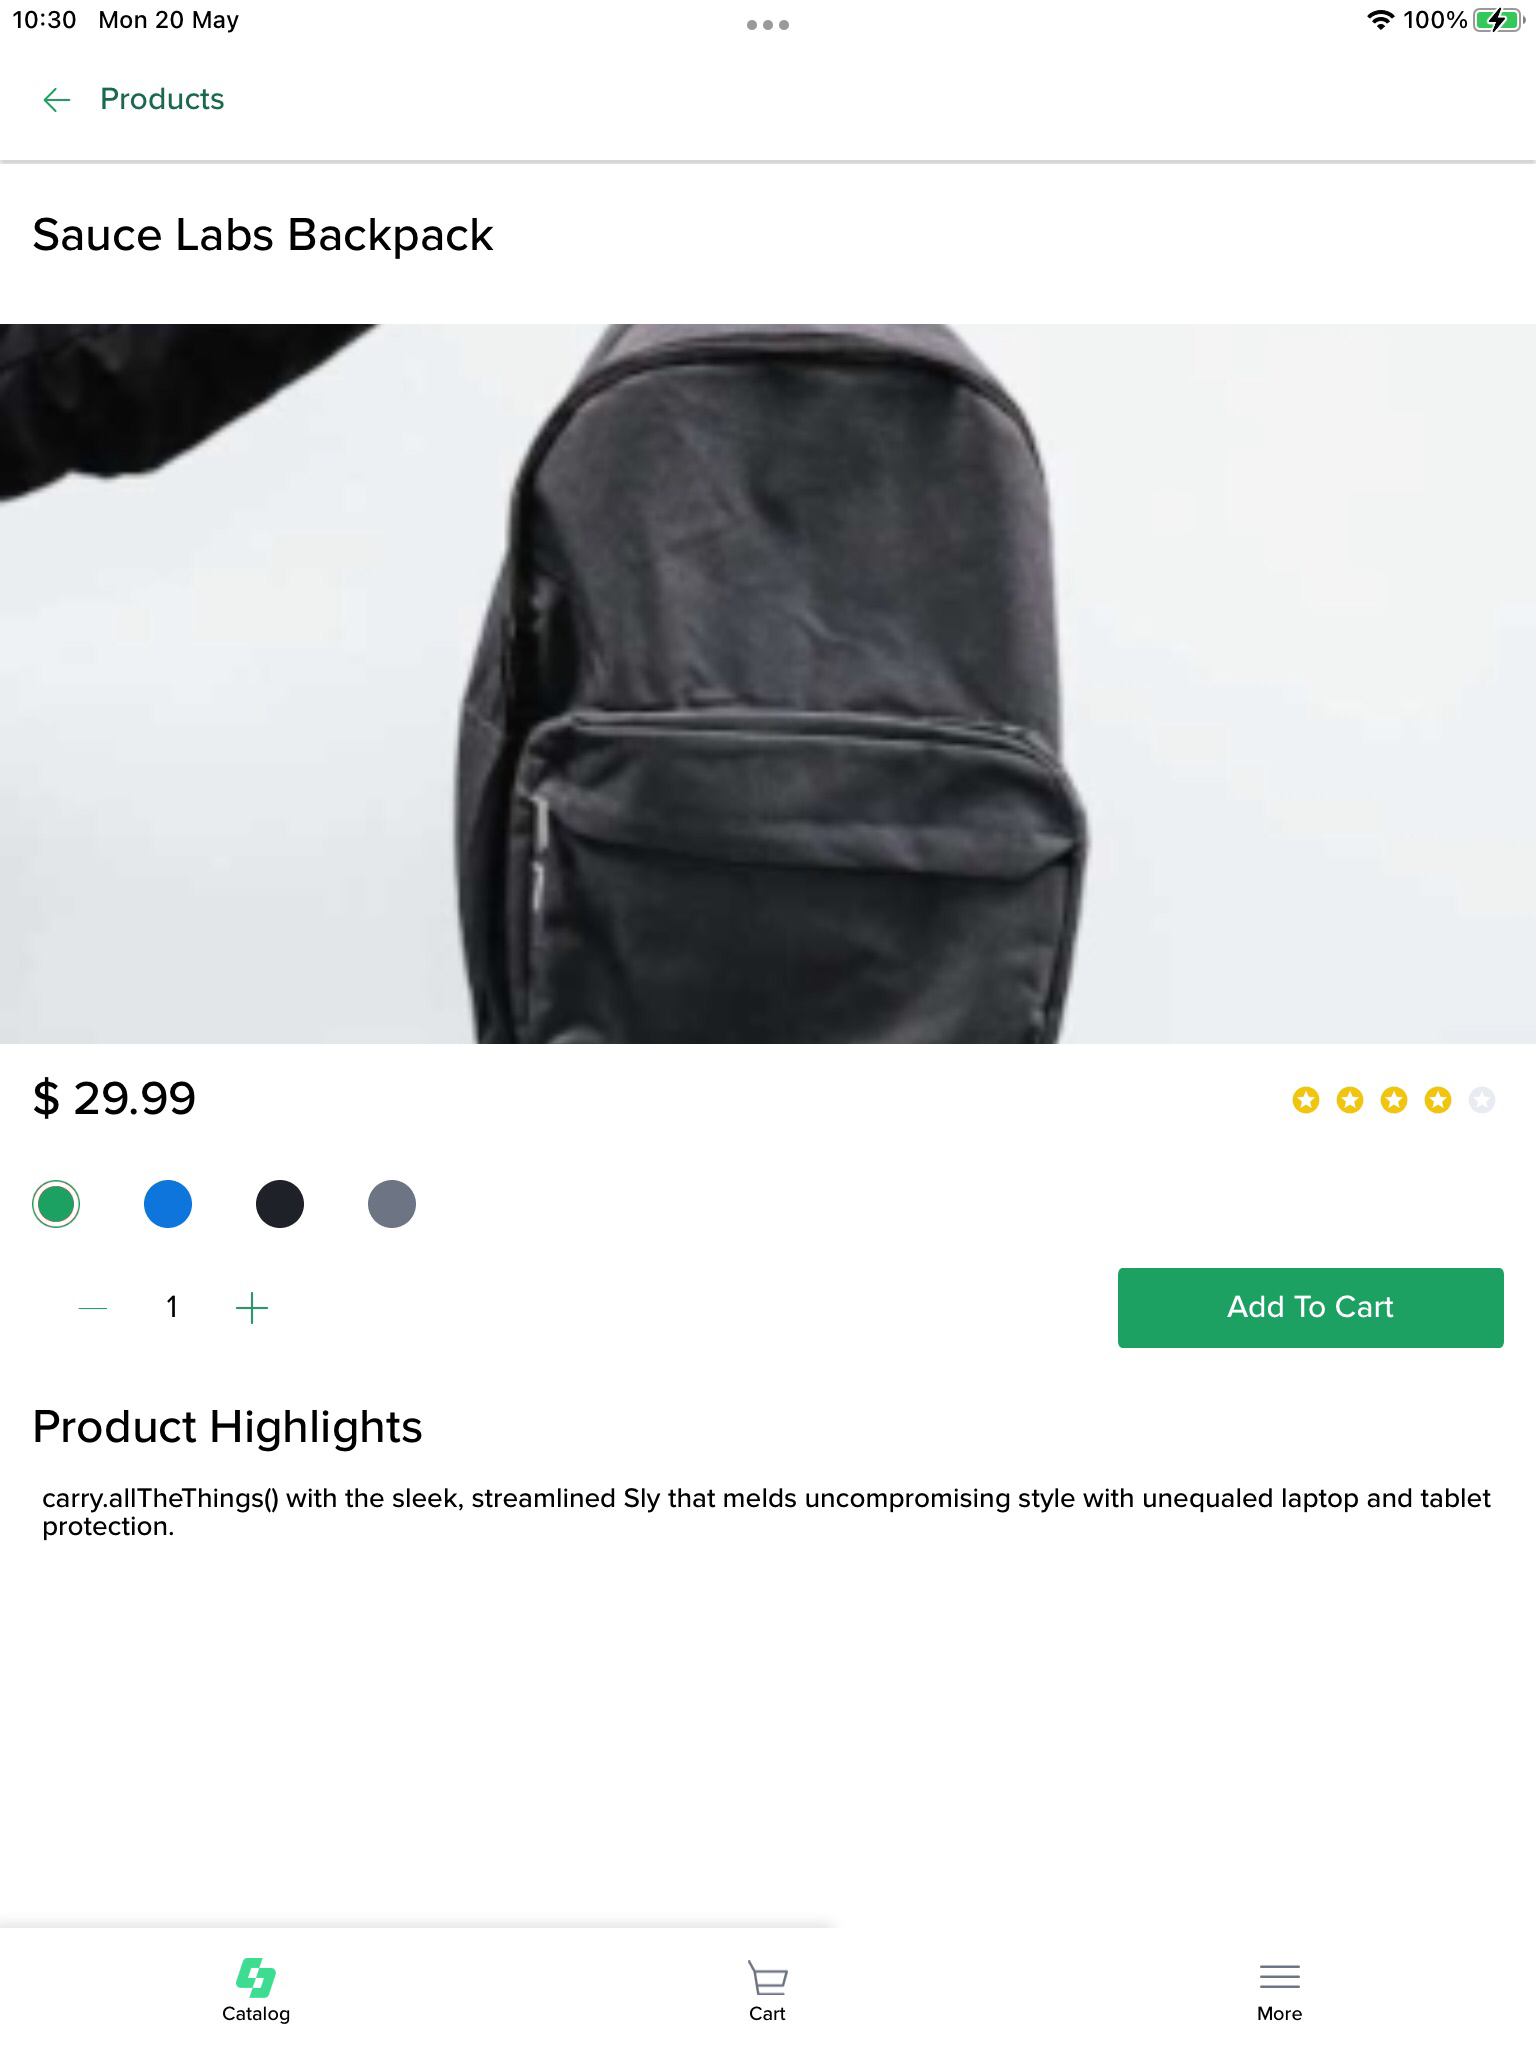 10:30 Mon 20 May 100%
Products
Sauce Labs Backpack
$ 29.99
1
Add To Cart
Product Highlights
carry.allTheThings() with the sleek, streamlined Sly that melds uncompromising style with unequaled laptop and tablet
protection.
Catalog
Cart
More